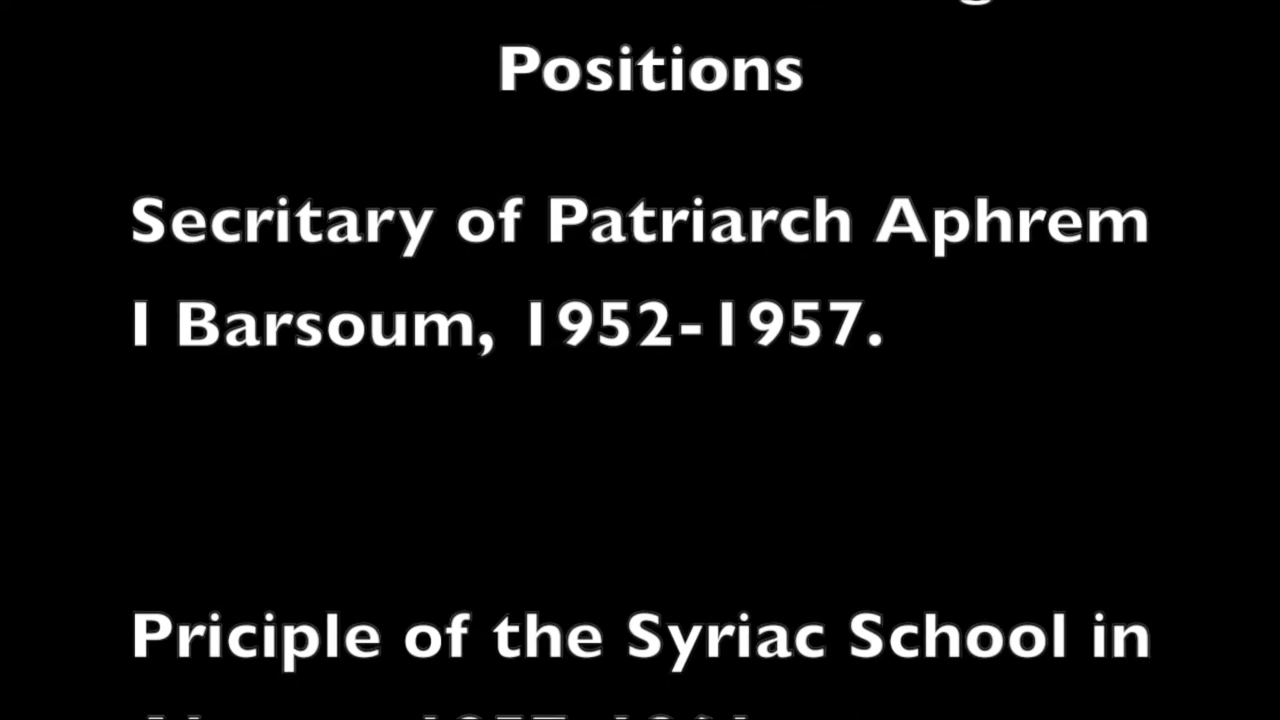 Positions
Secritary of Patriarch Aphrem
I Barsoum, 1952-1957.
Priciple of the Syriac School in